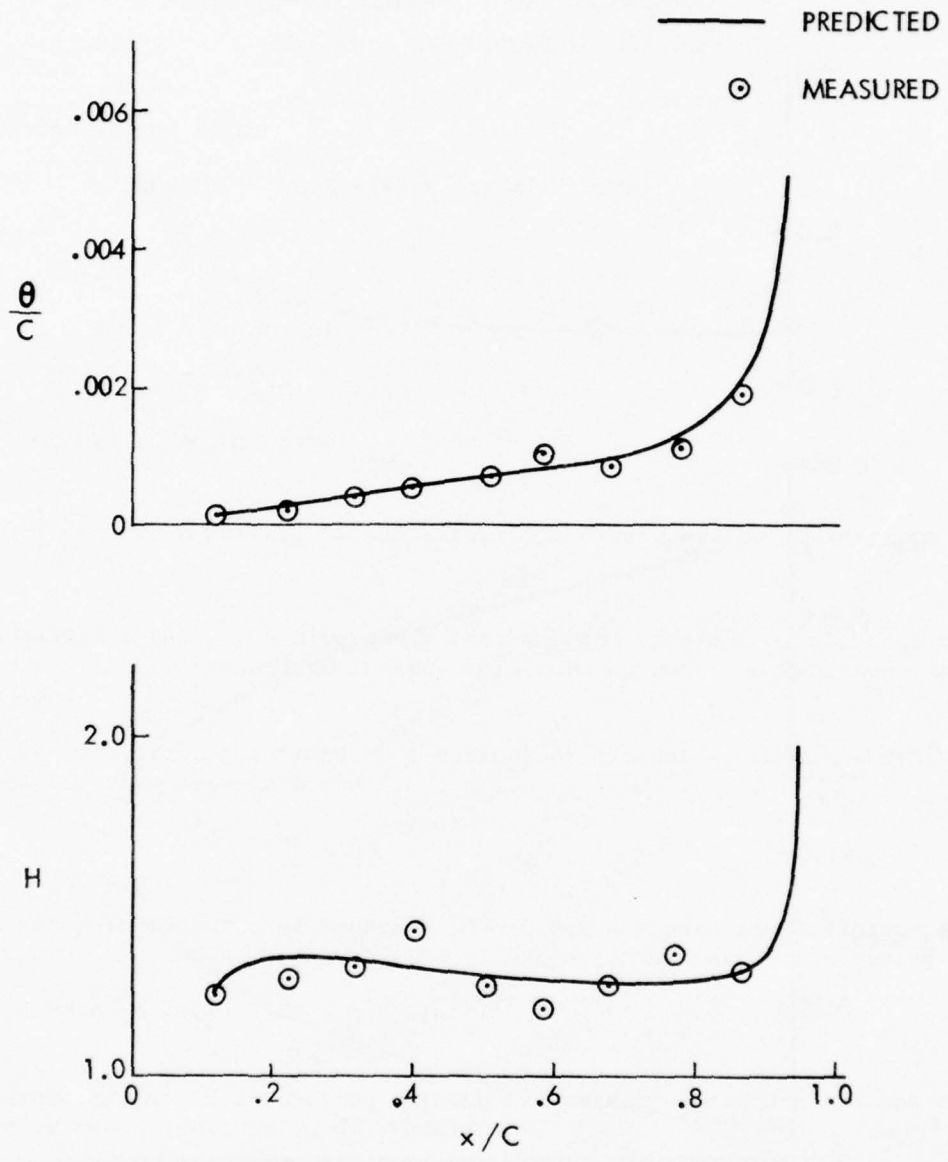 PREDICTED
MEASURED
.006
.004
θ
C
.002
0
2.0
H
1.0
0 .2 .4 .6 .8 1.0
x/C